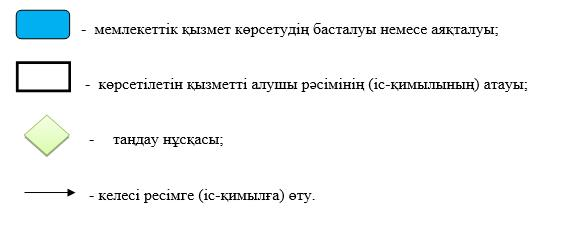 - мемлекеттік қызмет көрсетудің басталуы немесе аяқталуы;
- көрсетілетін қызметті алушы рәсімінің (іс-қимылының) атауы;
- таңдау нұсқасы;
- келесі ресімге (іс-қимылға) өту.